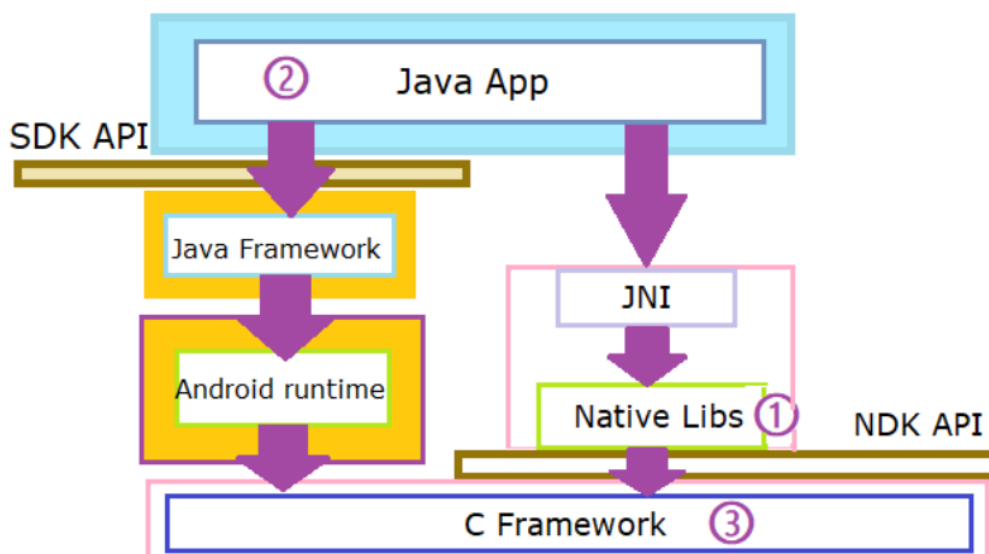 ② Java App
SDK API
Java Framework
JNI
Android runtime
Native Libs ①
NDK API
C Framework ③